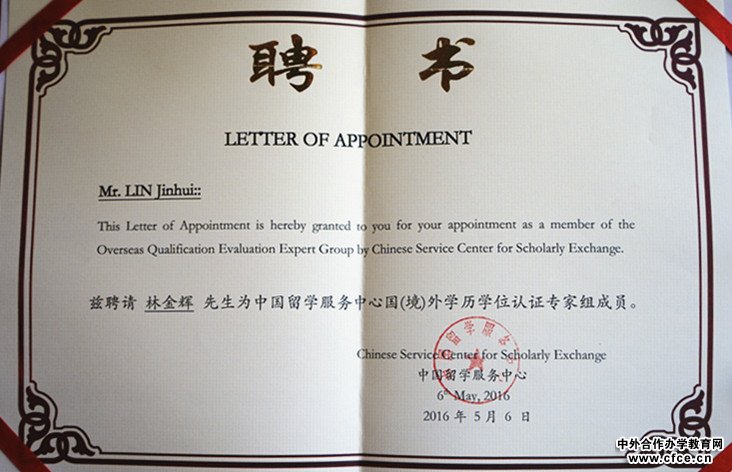 聘 书
LETTER OF APPOINTMENT
Mr. LIN Jinhui::
This Letter of Appointment is hereby granted to you for your appointment as a member of the
Overseas Qualification Evaluation Expert Group by Chinese Service Center for Scholarly Exchange.
兹聘请 林金辉 先生为中国留学服务中心国(境)外学历学位认证专家组成员。
Chinese Service Center for Scholarly Exchange
中国留学服务中心
6th May, 2016
2016 年 5 月 6 日
中外合作办学教育网
www.cfce.cn